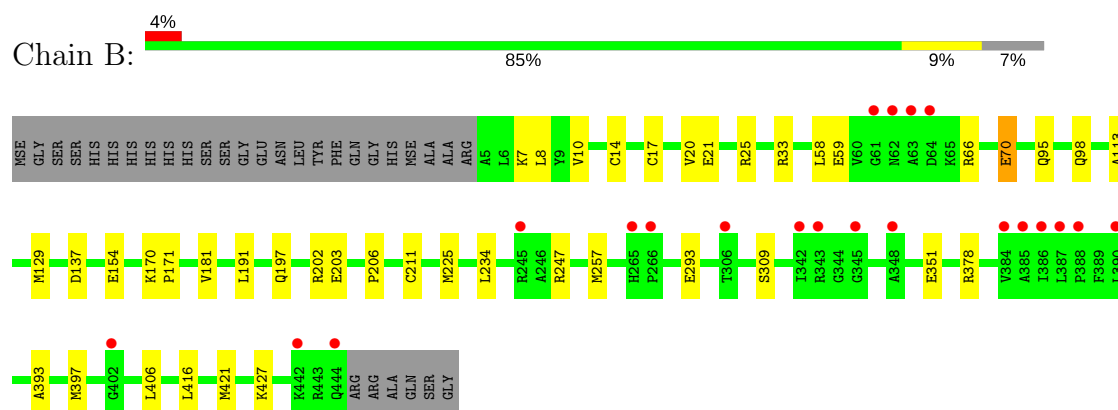 4%
Chain B:
85% 9% 7%
MSE GLY SER SER HIS HIS HIS HIS HIS HIS SER SER GLY GLU ASN LEU TYR PHE GLN GLY HIS MSE ALA ALA ARG A5 L6 K7 L8 Y9 V10 C14 C17 V20 E21 R25 R33 L58 E59 V60 G61 N62 A63 D64 K65 R66 E70 Q95 Q98
M129 D137 E154 K170 P171 V181 L191 Q197 R202 E203 P206 C211 M225 L234 R245 A246 R247 M257 H265 P266 E293 T306 S309 I342 R343 G344 G345 A348 E351 R378 V384 A385 I386 L387 P388 F389
A393 M397 G402 L406 L416 M421 K427 K442 R443 Q444 ARG ARG ALA GLN SER GLY